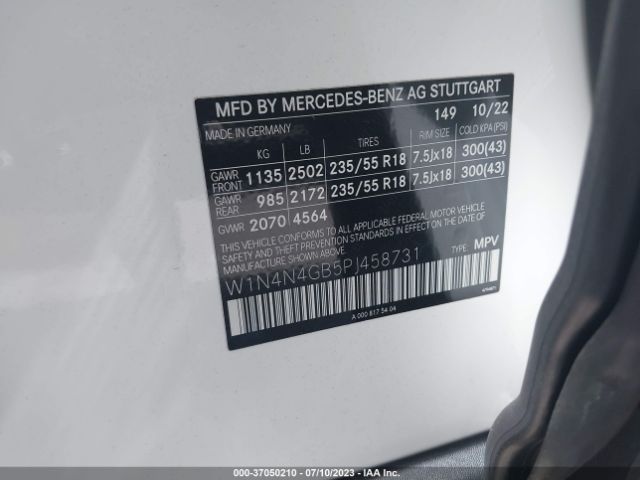 MFD BY MERCEDES-BENZ AG STUTTGART
149 10/22
MADE IN GERMANY
KG LB TIRES RIM SIZE COLD KPA (PSI)
GAWR FRONT 1135 2502 235/55 R18 7.5Jx18 300(43)
GAWR REAR 985 2172 235/55 R18 7.5Jx18 300(43)
GVWR 2070 4564
THIS VEHICLE CONFORMS TO ALL APPLICABLE FEDERAL MOTOR VEHICLE
SAFETY, BUMPER, AND THEFT PREVENTION STANDARDS IN
EFFECT ON THE DATE OF MANUFACTURE SHOWN ABOVE.
W1N4N4GB5PJ458731 TYPE: MPV
A 000 817 54 04
000-37050210 - 07/10/2023 - IAA Inc.